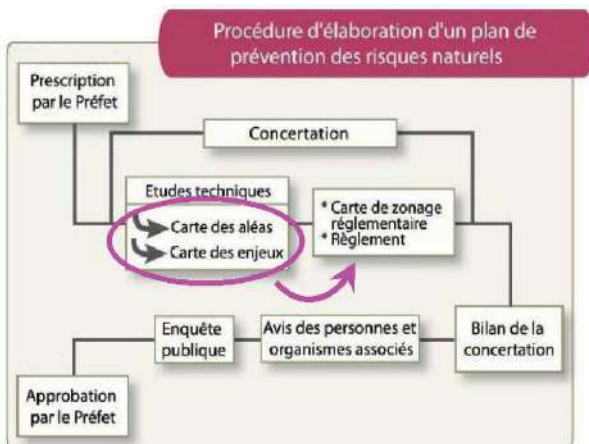 Procédure d'élaboration d'un plan de
prévention des risques naturels
Prescription
par le Préfet
Concertation
Etudes techniques
Carte des aléas
Carte des enjeux
* Carte de zonage
réglementaire
* Règlement
Bilan de la
concertation
Avis des personnes et
organismes associés
Enquête
publique
Approbation
par le Préfet